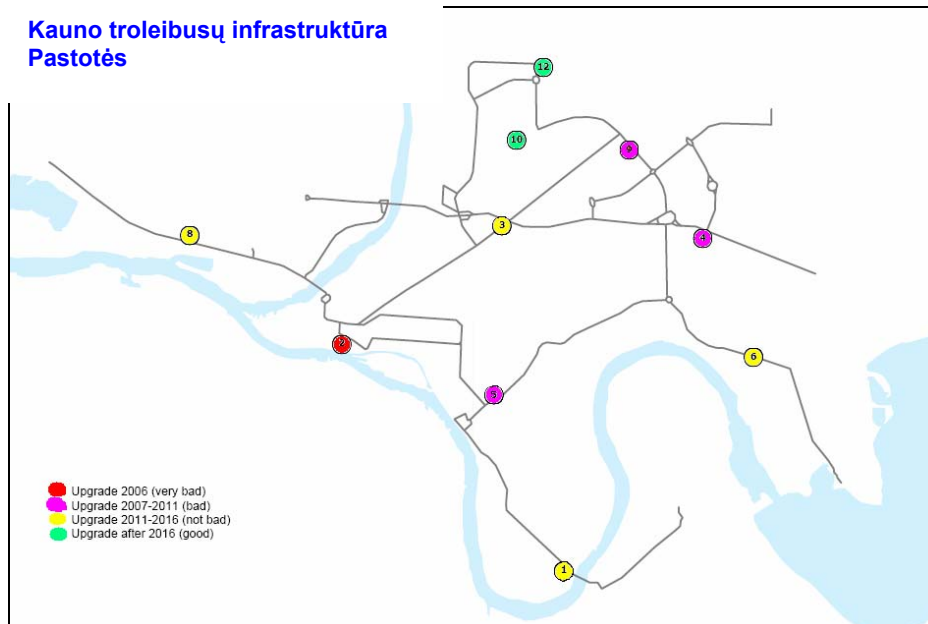 Kauno troleibusų infrastruktūra
Pastotės
12
10
9
3
8
4
2
6
5
1
Upgrade 2006 (very bad)
Upgrade 2007-2011 (bad)
Upgrade 2011-2016 (not bad)
Upgrade after 2016 (good)